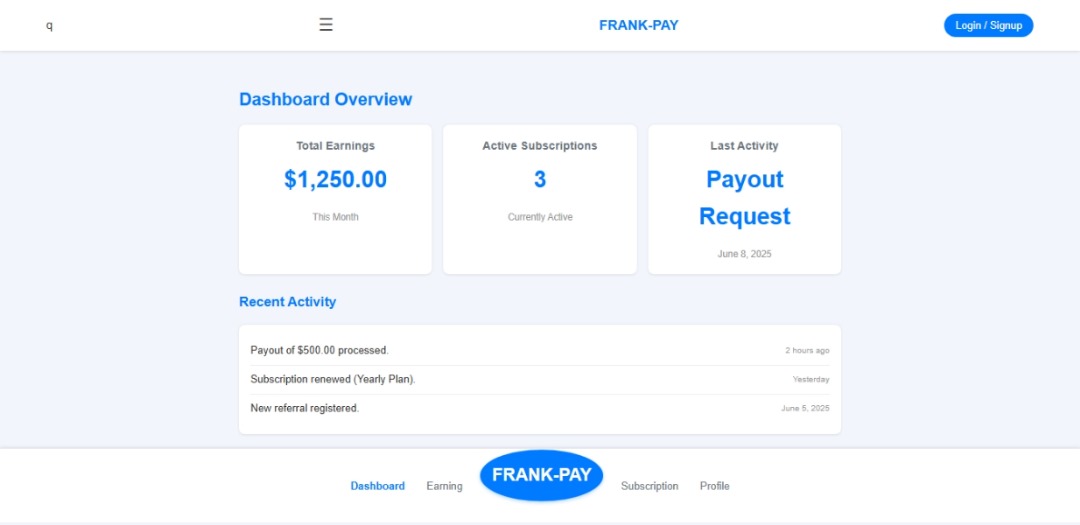 q
☰
FRANK-PAY
Login / Signup
Dashboard Overview
Total Earnings
$1,250.00
This Month
Active Subscriptions
3
Currently Active
Last Activity
Payout
Request
June 8, 2025
Recent Activity
Payout of $500.00 processed.
2 hours ago
Subscription renewed (Yearly Plan).
Yesterday
New referral registered.
June 5, 2025
Dashboard
Earning
FRANK-PAY
Subscription
Profile